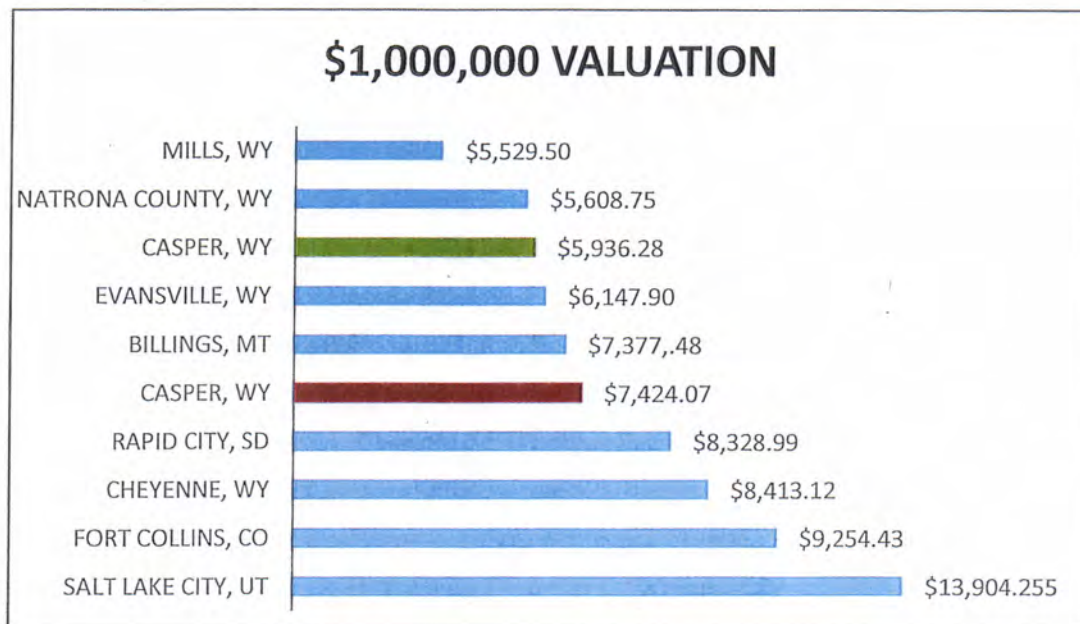 $1,000,000 VALUATION
MILLS, WY $5,529.50
NATRONA COUNTY, WY $5,608.75
CASPER, WY $5,936.28
EVANSVILLE, WY $6,147.90
BILLINGS, MT $7,377,.48
CASPER, WY $7,424.07
RAPID CITY, SD $8,328.99
CHEYENNE, WY $8,413.12
FORT COLLINS, CO $9,254.43
SALT LAKE CITY, UT $13,904.255